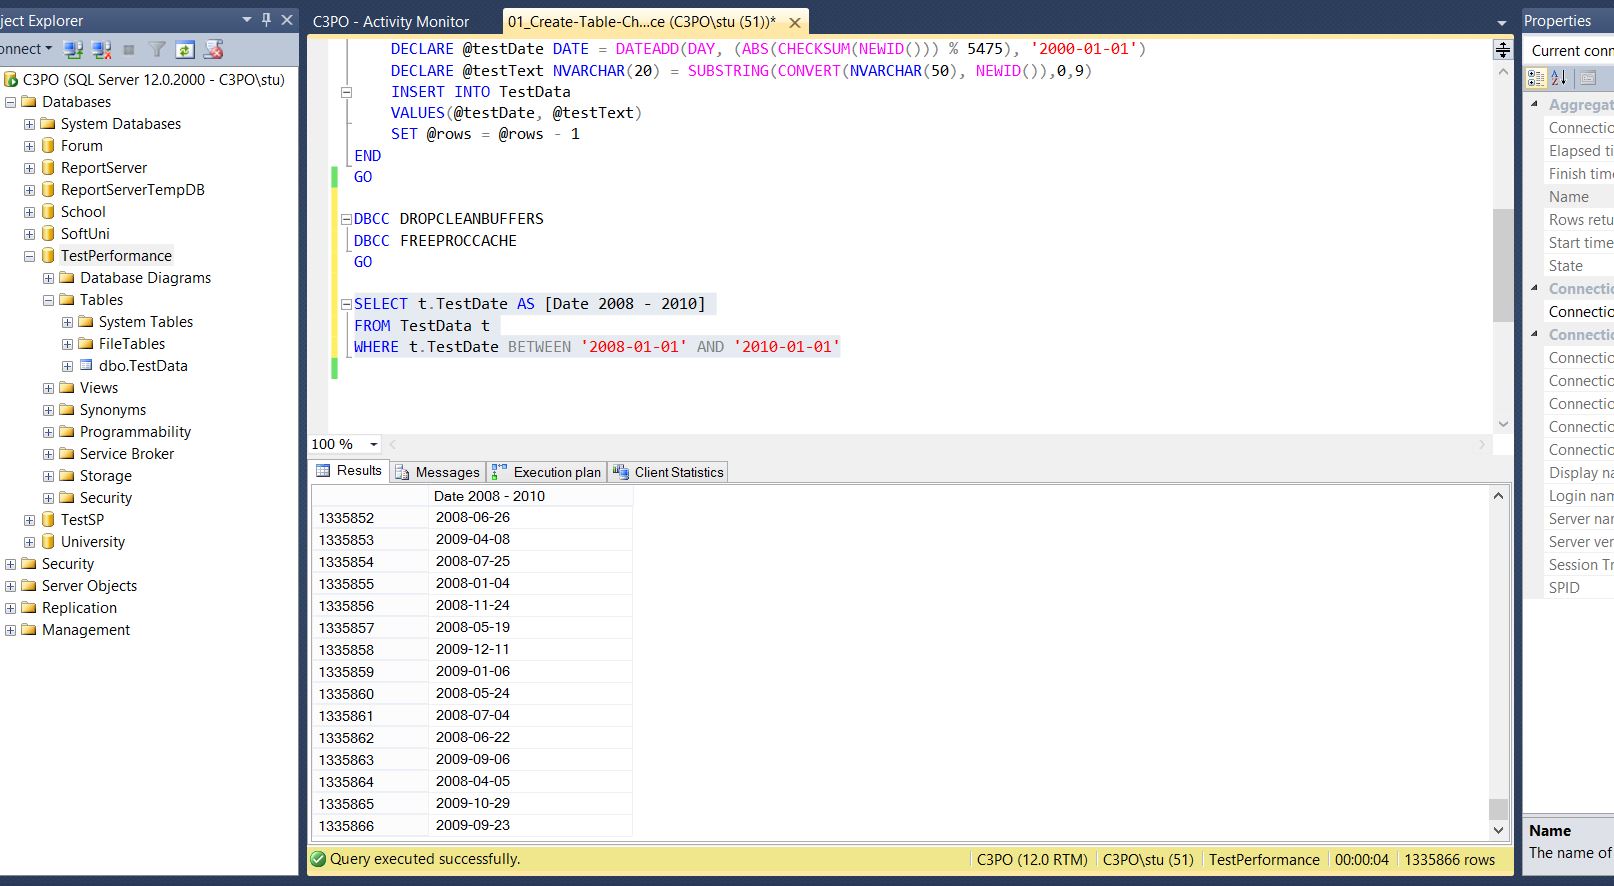 ject Explorer
onnect
C3PO (SQL Server 12.0.2000 - C3PO\stu)
Databases
System Databases
Forum
ReportServer
ReportServerTempDB
School
SoftUni
TestPerformance
Database Diagrams
Tables
System Tables
FileTables
dbo.TestData
Views
Synonyms
Programmability
Service Broker
Storage
Security
TestSP
University
Security
Server Objects
Replication
Management
C3PO - Activity Monitor
01_Create-Table-Ch...ce (C3PO\stu (51))*
DECLARE @testDate DATE = DATEADD(DAY, (ABS(CHECKSUM(NEWID())) % 5475), '2000-01-01')
DECLARE @testText NVARCHAR(20) = SUBSTRING(CONVERT(NVARCHAR(50), NEWID()),0,9)
INSERT INTO TestData
VALUES(@testDate, @testText)
SET @rows = @rows - 1
END
GO
DBCC DROPCLEANBUFFERS
DBCC FREEPROCCACHE
GO
SELECT t.TestDate AS [Date 2008 - 2010]
FROM TestData t
WHERE t.TestDate BETWEEN '2008-01-01' AND '2010-01-01'
100 %
Results Messages Execution plan Client Statistics
Date 2008 - 2010
1335852 2008-06-26
1335853 2009-04-08
1335854 2008-07-25
1335855 2008-01-04
1335856 2008-11-24
1335857 2008-05-19
1335858 2009-12-11
1335859 2009-01-06
1335860 2008-05-24
1335861 2008-07-04
1335862 2008-06-22
1335863 2009-09-06
1335864 2008-04-05
1335865 2009-10-29
1335866 2009-09-23
Query executed successfully.
C3PO (12.0 RTM) C3PO\stu (51) TestPerformance 00:00:04 1335866 rows
Properties
Current conn
Aggregat
Connectio
Elapsed ti
Finish time
Name
Rows retu
Start time
State
Connectio
Connectio
Connectio
Connectio
Connectio
Connectio
Connectio
Connectio
Display na
Login nam
Server nam
Server ver
Session Tr
SPID
Name
The name of